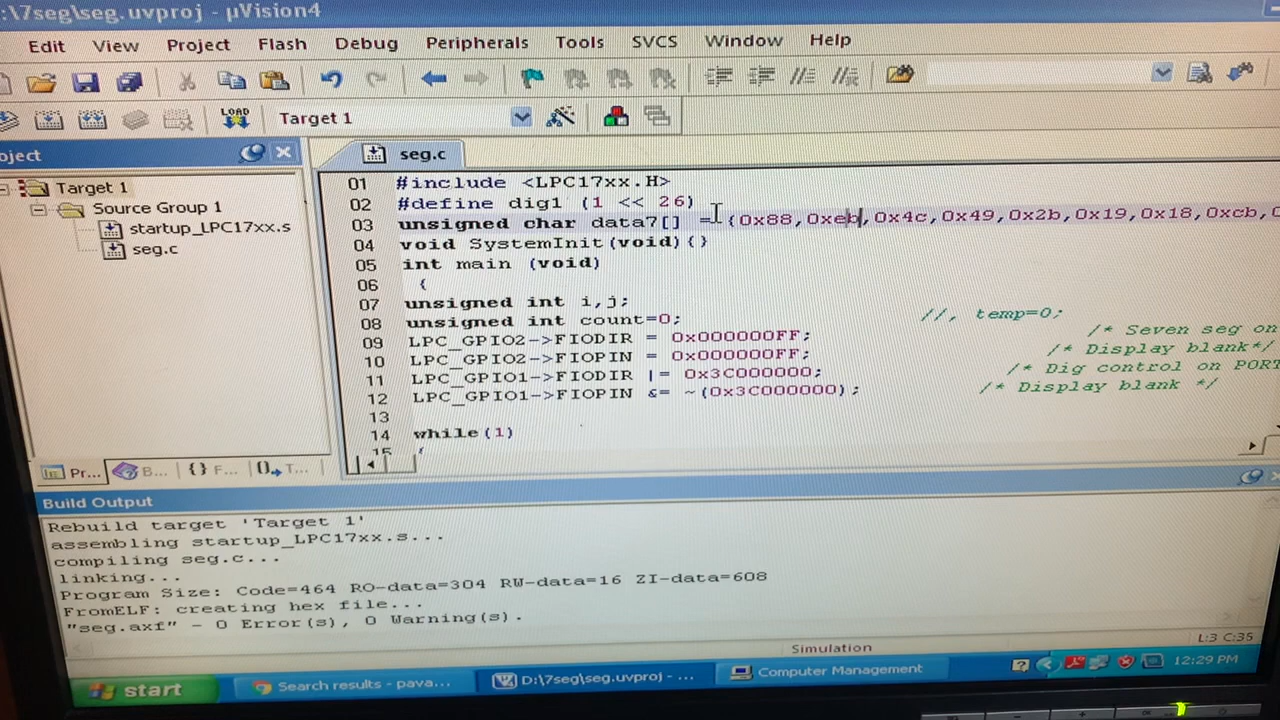 :\7seg\seg.uvproj - µVision4
Edit View Project Flash Debug Peripherals Tools SVCS Window Help
LOAD Target 1
oject
seg.c
Target 1
Source Group 1
startup_LPC17xx.s
seg.c
01 #include <LPC17xx.H>
02 #define dig1 (1 << 26)
03 unsigned char data7[] = {0x88,0xeb,0x4c,0x49,0x2b,0x19,0x18,0xcb,0
04 void SystemInit(void){}
05 int main (void)
06 {
07 unsigned int i,j;
08 unsigned int count=0; //, temp=0;
09 LPC_GPIO2->FIODIR = 0x000000FF; /* Seven seg on
10 LPC_GPIO2->FIOPIN = 0x000000FF; /* Display blank*/
11 LPC_GPIO1->FIODIR |= 0x3C000000; /* Dig control on PORT
12 LPC_GPIO1->FIOPIN &= ~(0x3C000000); /* Display blank */
13
14 while(1)
15 {
Pr... B... {} F... 0 T...
Build Output
Rebuild target 'Target 1'
assembling startup_LPC17xx.s...
compiling seg.c...
linking...
Program Size: Code=464 RO-data=304 RW-data=16 ZI-data=608
FromELF: creating hex file...
"seg.axf" - 0 Error(s), 0 Warning(s).
Simulation L:3 C:35
start Search results - pava... D:\7seg\seg.uvproj - ... Computer Management 12:29 PM